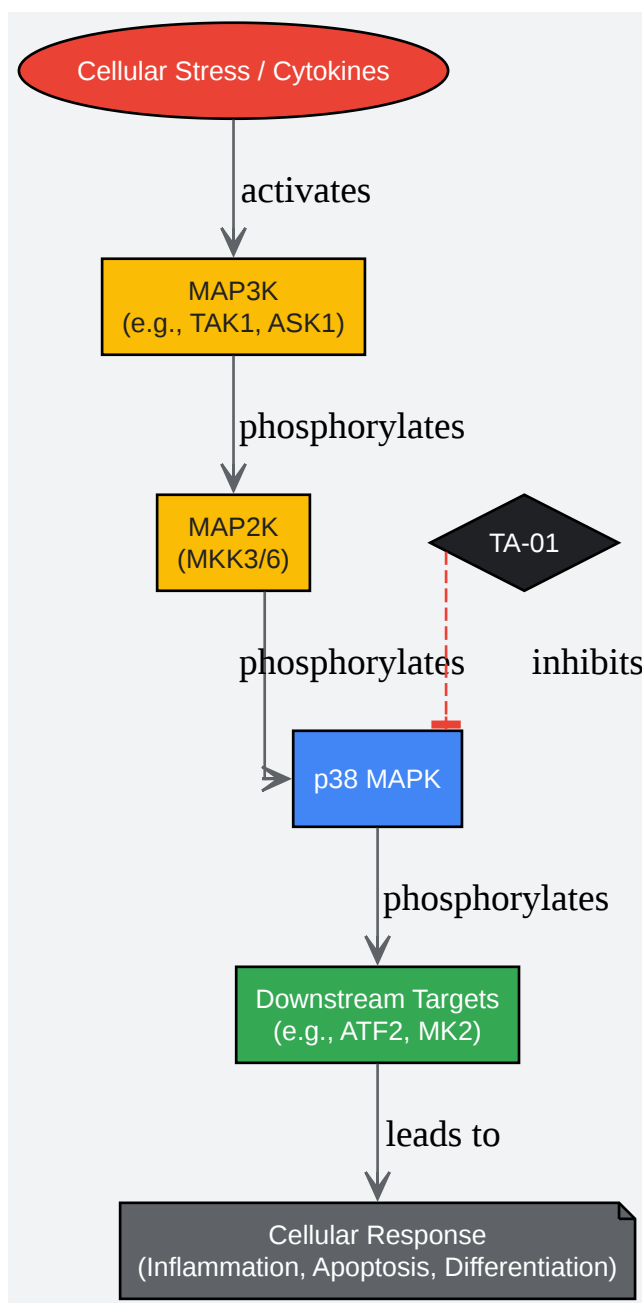 Cellular Stress / Cytokines
activates
MAP3K
(e.g., TAK1, ASK1)
phosphorylates
MAP2K
(MKK3/6)
TA-01
phosphorylates
inhibits
p38 MAPK
phosphorylates
Downstream Targets
(e.g., ATF2, MK2)
leads to
Cellular Response
(Inflammation, Apoptosis, Differentiation)